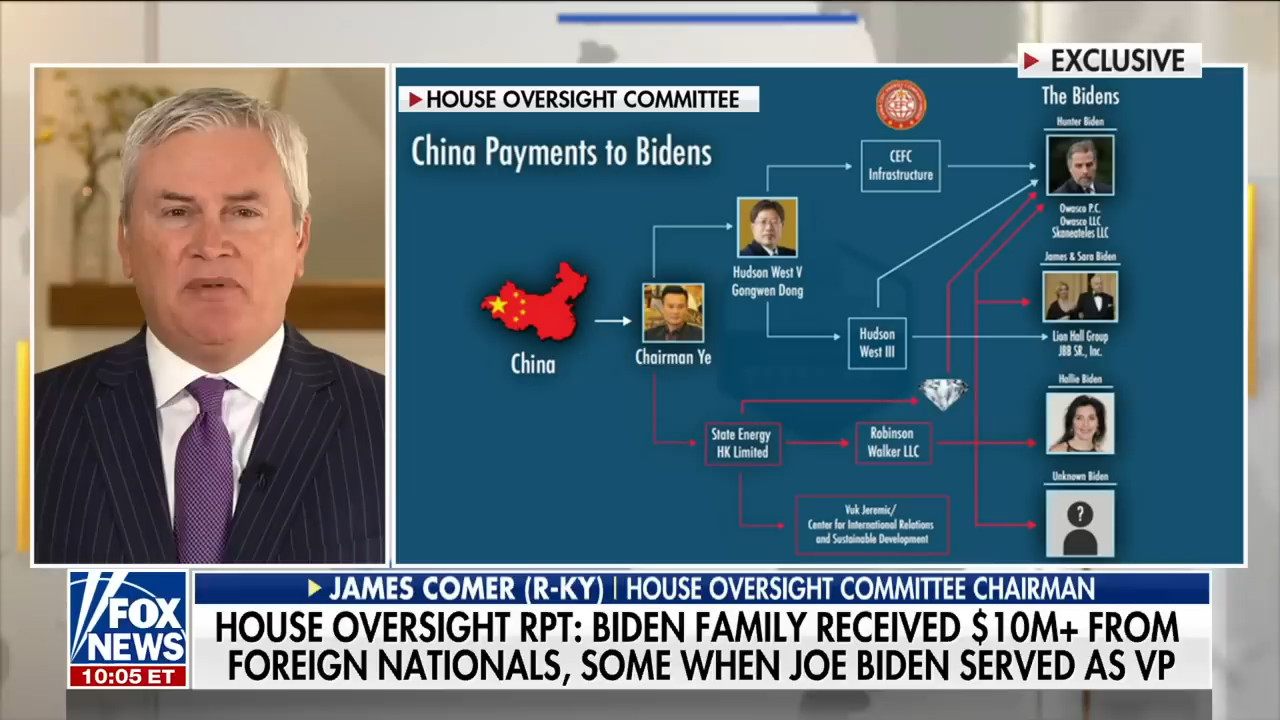 EXCLUSIVE
HOUSE OVERSIGHT COMMITTEE
China Payments to Bidens
The Bidens
Hunter Biden
CEFC
CEFC
Infrastructure
Owasco P.C.
Owasco LLC
Skaneateles LLC
Hudson West V
Gongwen Dong
James & Sara Biden
China
Chairman Ye
Hudson
West III
Lion Hall Group
JBB SR., Inc.
Hallie Biden
State Energy
HK Limited
Robinson
Walker LLC
Unknown Biden
?
Vuk Jeremic/
Center for International Relations
and Sustainable Development
JAMES COMER (R-KY) | HOUSE OVERSIGHT COMMITTEE CHAIRMAN
FOX
NEWS
10:05 ET
HOUSE OVERSIGHT RPT: BIDEN FAMILY RECEIVED $10M+ FROM
FOREIGN NATIONALS, SOME WHEN JOE BIDEN SERVED AS VP